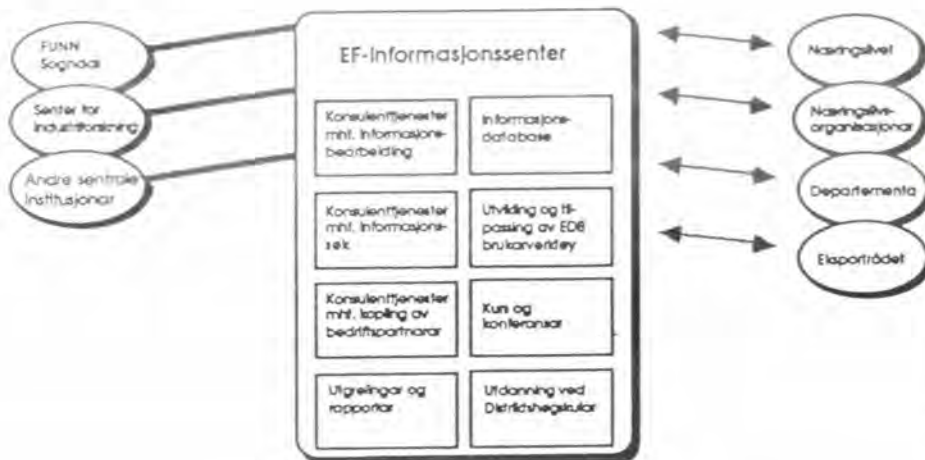 FUNN
Sogndal
Senter for
Industriforskning
Andre sentrale
Institusjonar
EF-Informasjonssenter
Konsulenttjenester
mht. Informasjons-
bearbeiding
Informasjons-
database
Konsulenttjenester
mht. Informasjons-
søk
Utvikling og til-
passing av EDB
brukarverktøy
Konsulenttjenester
mht. kopling av
bedriftspartnarar
Kurs og
konferansar
Utgreiingar og
rapportar
Utdanning ved
Distriktshøgskular
Næringslivet
Næringslivs-
organisasjonar
Departementa
Eksportrådet